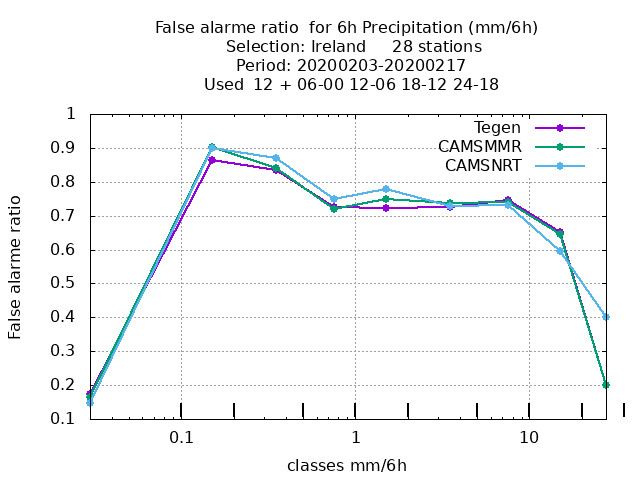 False alarme ratio  for 6h Precipitation (mm/6h)
Selection: Ireland     28 stations
Period: 20200203-20200217
Used  12 + 06-00 12-06 18-12 24-18
Tegen
CAMSMMR
CAMSNRT
1
0.9
0.8
0.7
0.6
0.5
0.4
0.3
0.2
0.1
False alarme ratio
0.1
1
10
classes mm/6h